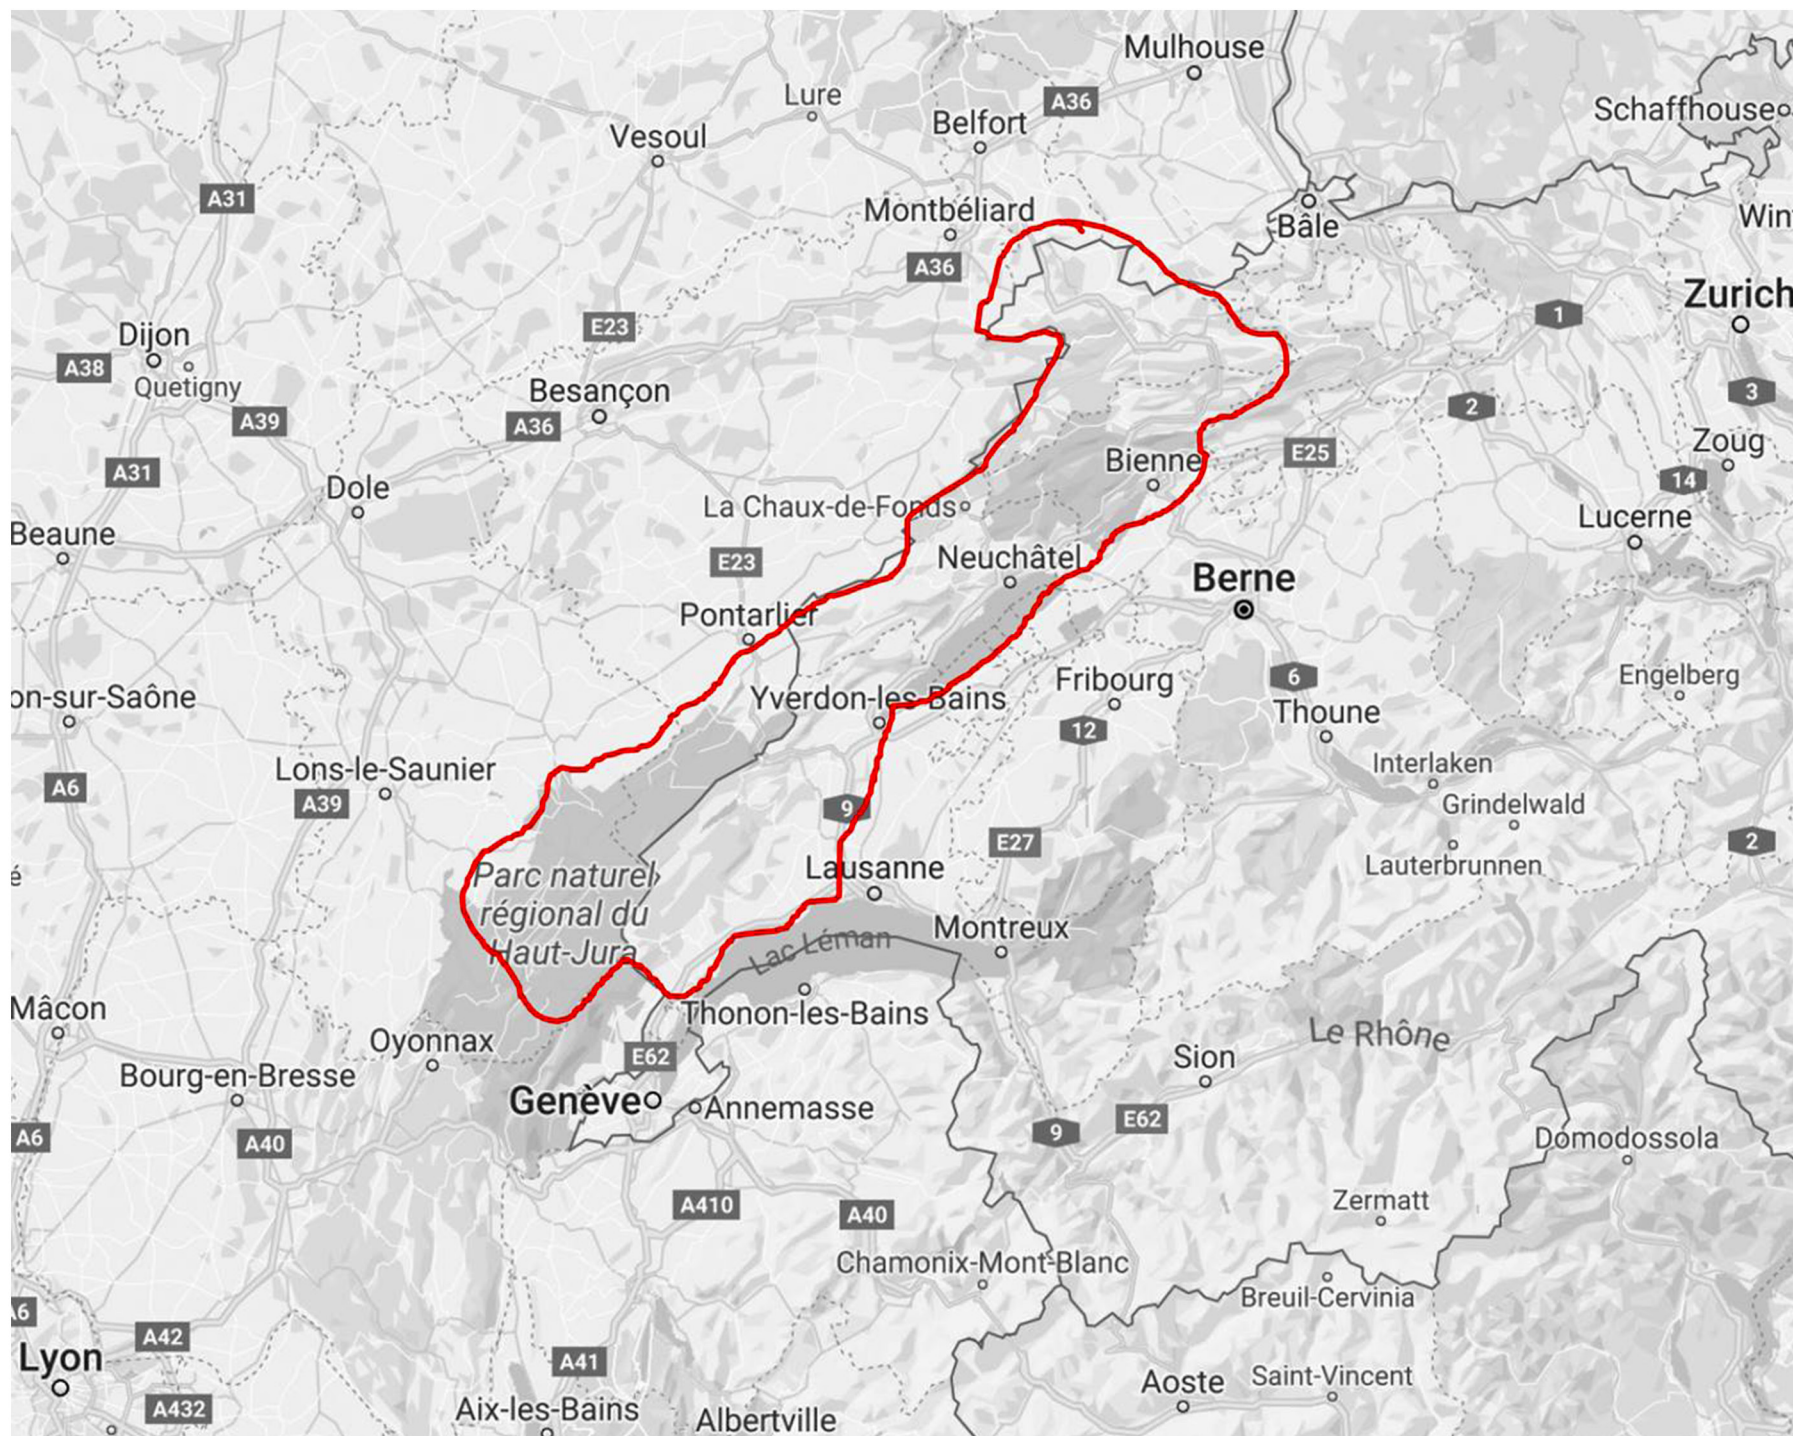 Mulhouse
Lure
A36
Schaffhouse
Belfort
Vesoul
A31
Montbéliard
Bâle
Win
A36
Zurich
Dijon
E23
1
A38
Quetigny
Besançon
3
A39
A36
2
Zoug
Bienne
E25
A31
14
Dole
La Chaux-de-Fonds
Lucerne
Beaune
E23
Neuchâtel
Berne
Pontarlier
Fribourg
6
Engelberg
on-sur-Saône
Yverdon-les-Bains
12
Thoune
Lons-le-Saunier
Interlaken
A6
A39
9
Grindelwald
E27
2
Lausanne
Lauterbrunnen
é
Parc naturel
régional du
Haut-Jura
Montreux
Lac Léman
Mâcon
Thonon-les-Bains
Oyonnax
Le Rhône
E62
Sion
Bourg-en-Bresse
Genève
Annemasse
A6
A40
9
E62
Domodossola
A410
A40
Zermatt
Chamonix-Mont-Blanc
Breuil-Cervinia
A6
A42
Lyon
A41
Aoste
Saint-Vincent
A432
Aix-les-Bains
Albertville